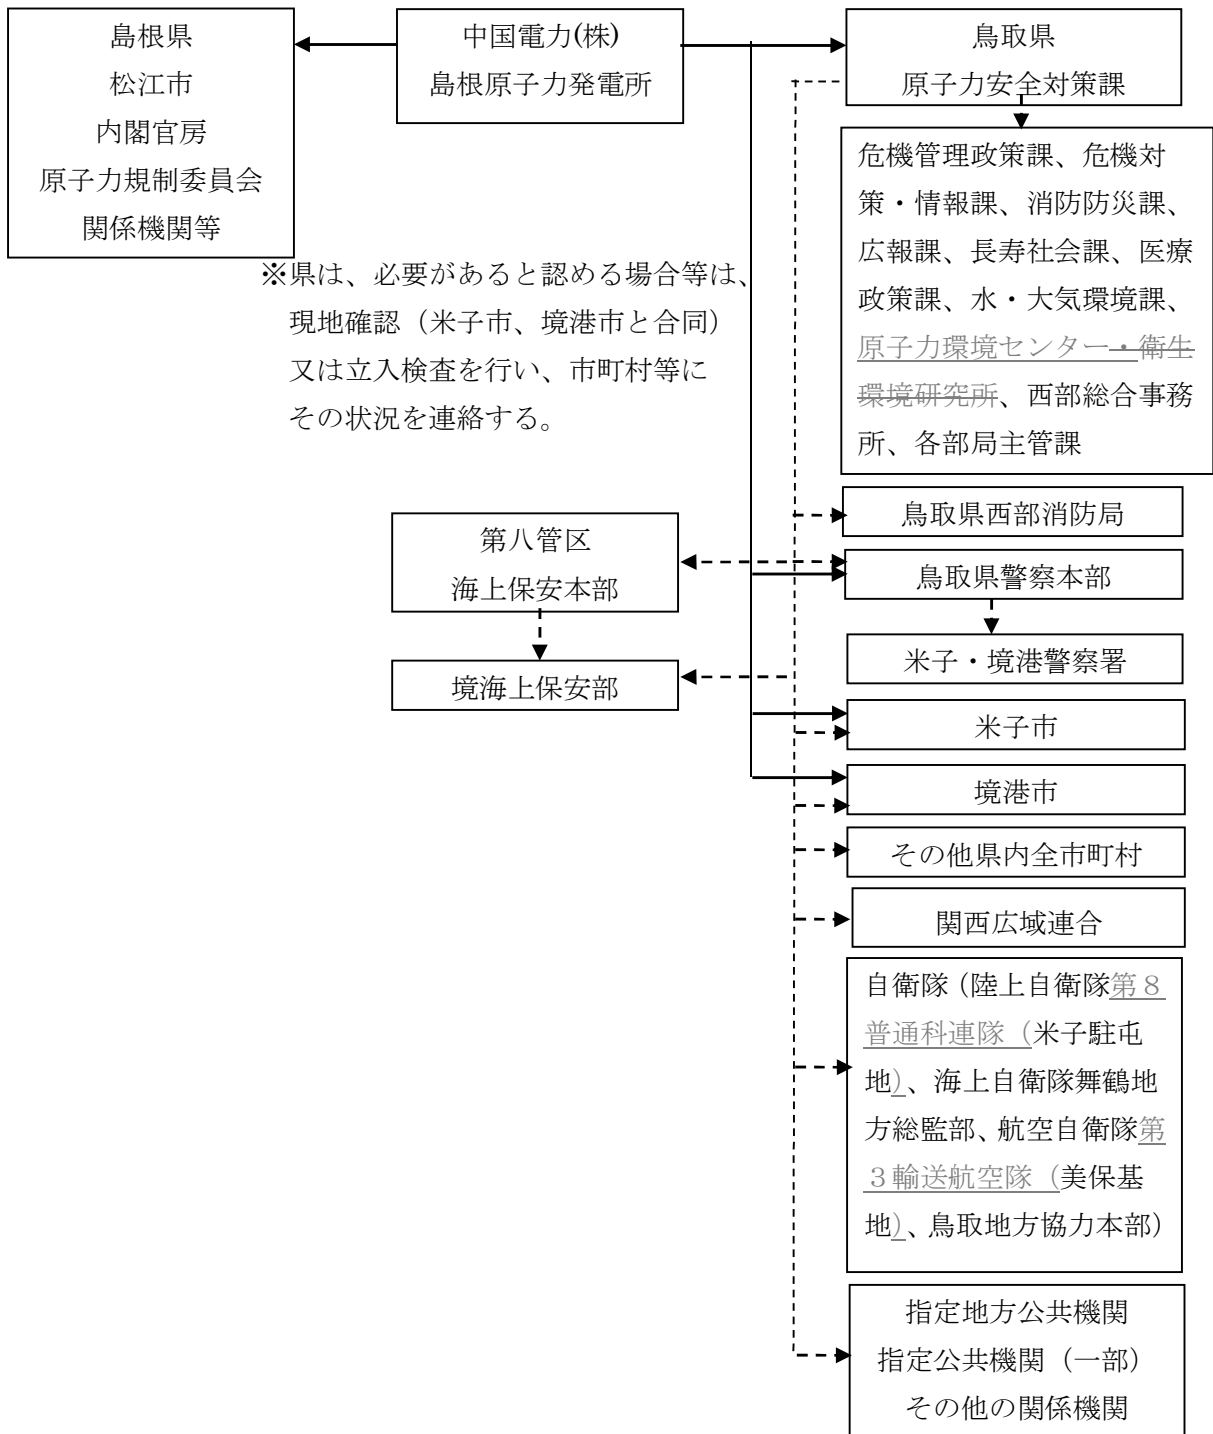 島根県
松江市
内閣官房
原子力規制委員会
関係機関等
中国電力(株)
島根原子力発電所
鳥取県
原子力安全対策課
危機管理政策課、危機対
策・情報課、消防防災課、
広報課、長寿社会課、医療
政策課、水・大気環境課、
原子力環境センター・衛生
環境研究所、西部総合事務
所、各部局主管課
※県は、必要があると認める場合等は、
現地確認（米子市、境港市と合同）
又は立入検査を行い、市町村等に
その状況を連絡する。
鳥取県西部消防局
第八管区
海上保安本部
鳥取県警察本部
米子・境港警察署
境海上保安部
米子市
境港市
その他県内全市町村
関西広域連合
自衛隊（陸上自衛隊第８
普通科連隊（米子駐屯
地）、海上自衛隊舞鶴地
方総監部、航空自衛隊第
３輸送航空隊（美保基
地）、鳥取地方協力本部）
指定地方公共機関
指定公共機関（一部）
その他の関係機関